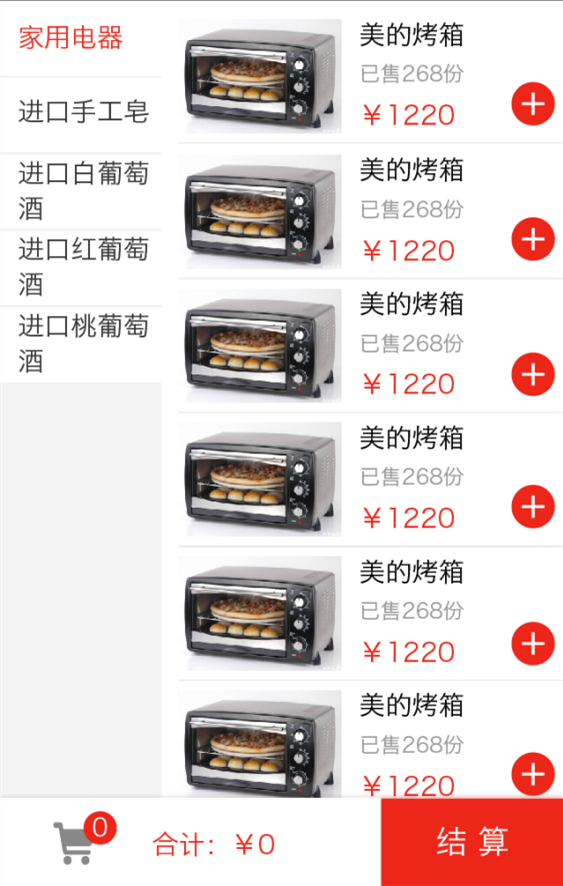 家用电器
进口手工皂
进口白葡萄
酒
进口红葡萄
酒
进口桃葡萄
酒
美的烤箱
已售268份
￥1220
美的烤箱
已售268份
￥1220
美的烤箱
已售268份
￥1220
美的烤箱
已售268份
￥1220
美的烤箱
已售268份
￥1220
美的烤箱
已售268份
￥1220
0
合计：￥0
结 算